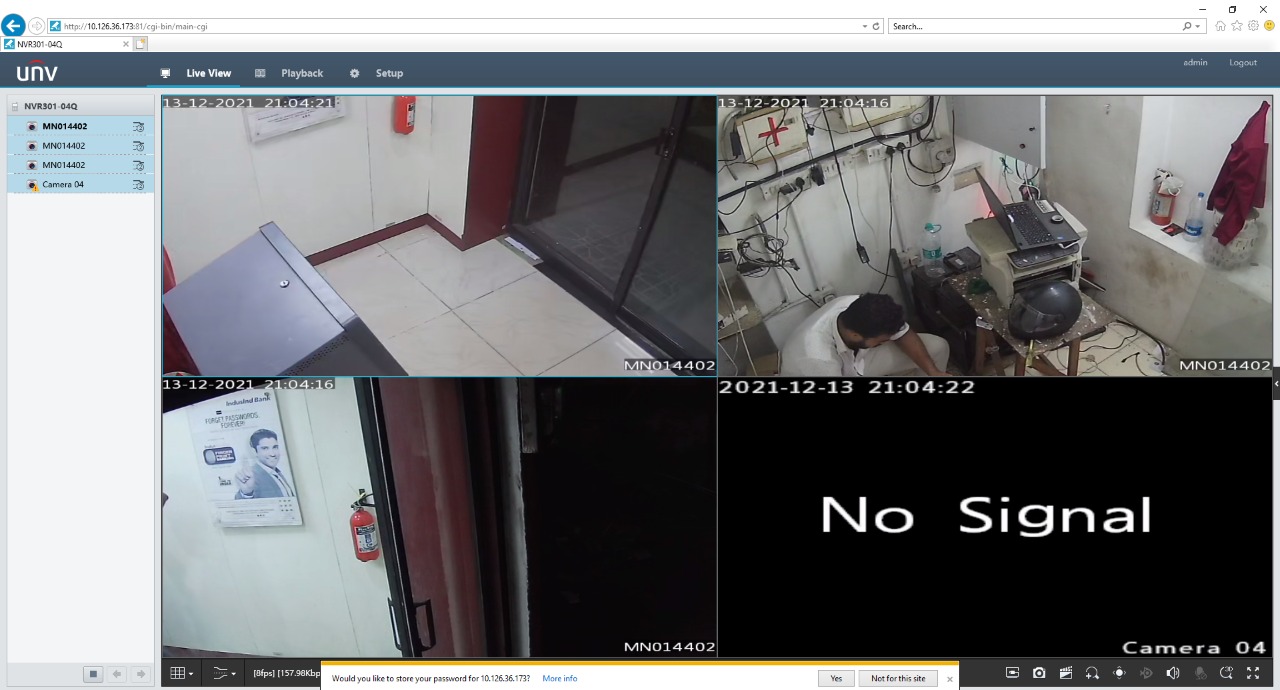 http://10.126.36.173:81/cgi-bin/main-cgi
Search...
NVR301-04Q
unv
Live View
Playback
Setup
admin
Logout
NVR301-04Q
MN014402
MN014402
MN014402
Camera 04
13-12-2021 21:04:21
MN014402
13-12-2021 21:04:16
MN014402
13-12-2021 21:04:16
IndusInd Bank
FORGET PASSWORDS.
FOREVER!
MN014402
2021-12-13 21:04:22
No Signal
Camera 04
[8fps] [157.98Kbp
Would you like to store your password for 10.126.36.173?
More info
Yes
Not for this site